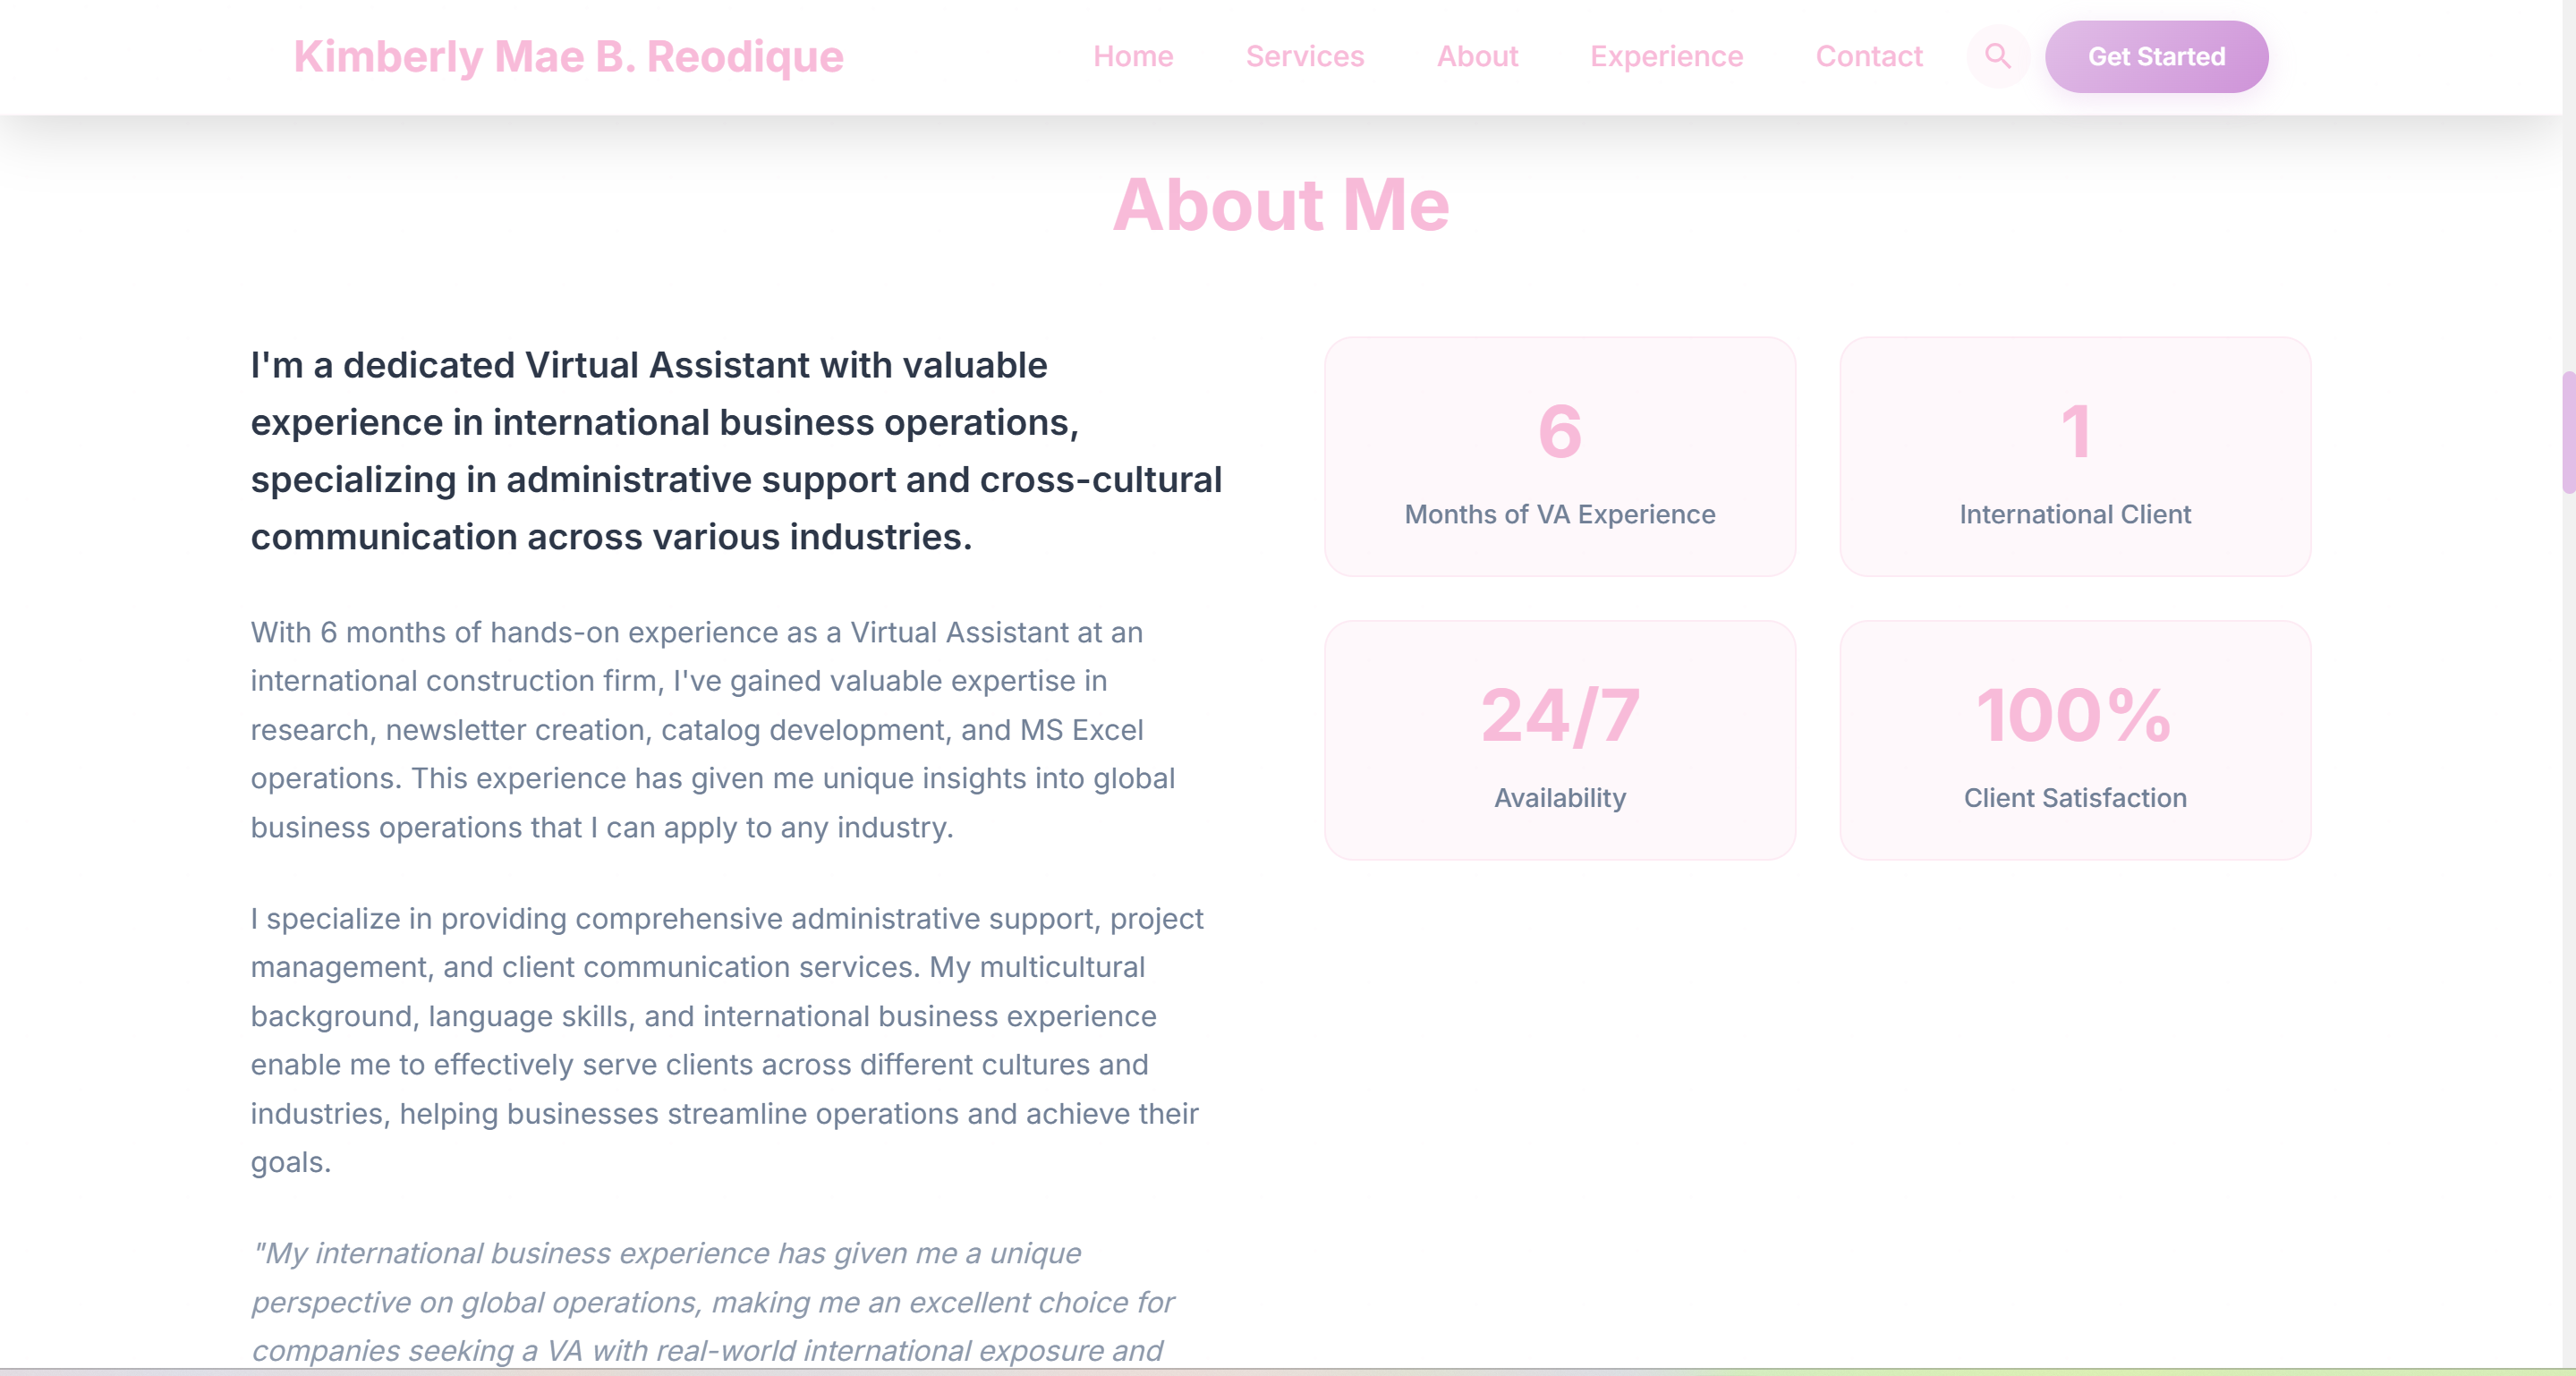 Kimberly Mae B. Reodique
Home
Services
About
Experience
Contact
Get Started
About Me
I'm a dedicated Virtual Assistant with valuable
experience in international business operations,
specializing in administrative support and cross-cultural
communication across various industries.
With 6 months of hands-on experience as a Virtual Assistant at an
international construction firm, I've gained valuable expertise in
research, newsletter creation, catalog development, and MS Excel
operations. This experience has given me unique insights into global
business operations that I can apply to any industry.
I specialize in providing comprehensive administrative support, project
management, and client communication services. My multicultural
background, language skills, and international business experience
enable me to effectively serve clients across different cultures and
industries, helping businesses streamline operations and achieve their
goals.
"My international business experience has given me a unique
perspective on global operations, making me an excellent choice for
companies seeking a VA with real-world international exposure and
6
Months of VA Experience
1
International Client
24/7
Availability
100%
Client Satisfaction